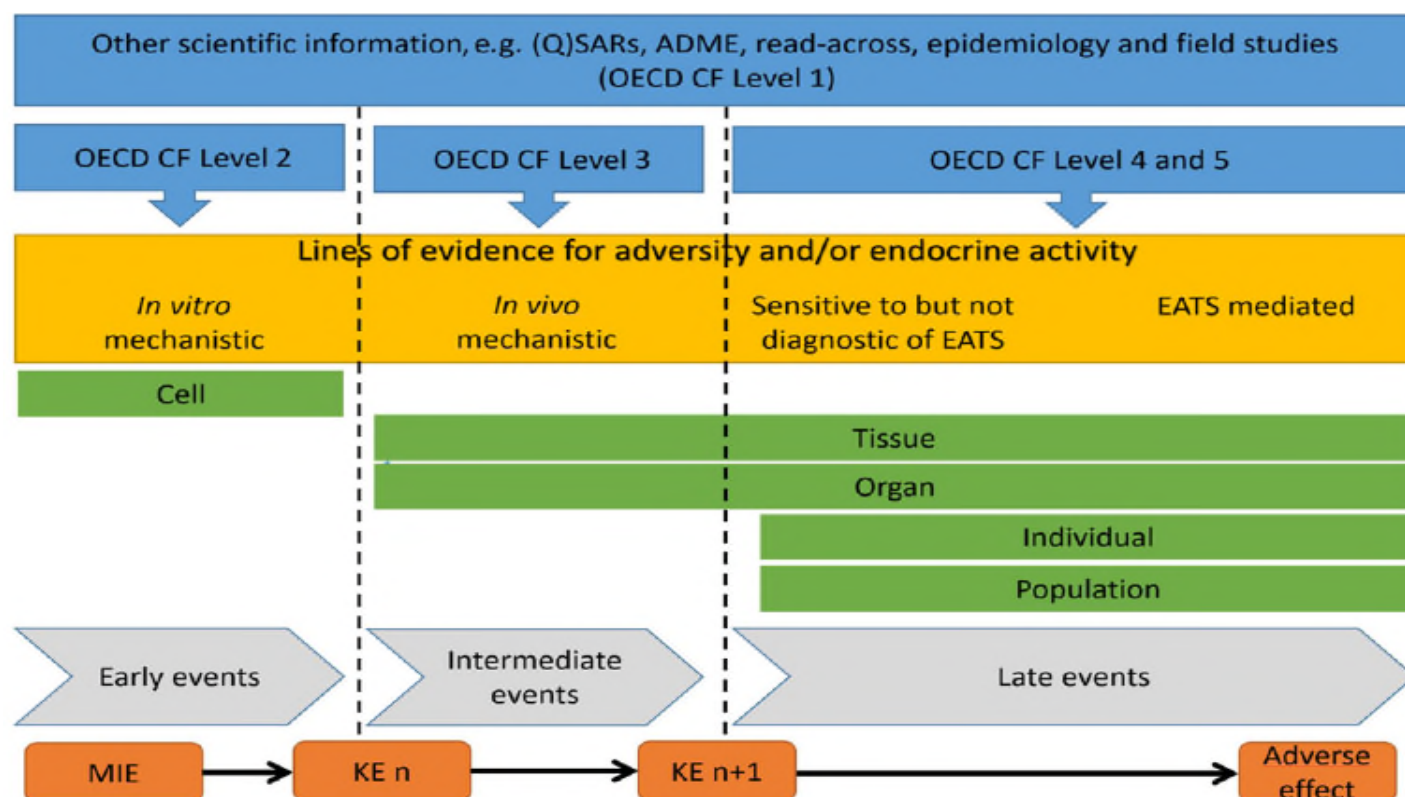 Other scientific information, e.g. (Q)SARs, ADME, read-across, epidemiology and field studies
(OECD CF Level 1)
OECD CF Level 2
OECD CF Level 3
OECD CF Level 4 and 5
Lines of evidence for adversity and/or endocrine activity
In vitro
mechanistic
In vivo
mechanistic
Sensitive to but not
diagnostic of EATS
EATS mediated
Cell
Tissue
Organ
Individual
Population
Early events
Intermediate
events
Late events
MIE
KE n
KE n+1
Adverse
effect